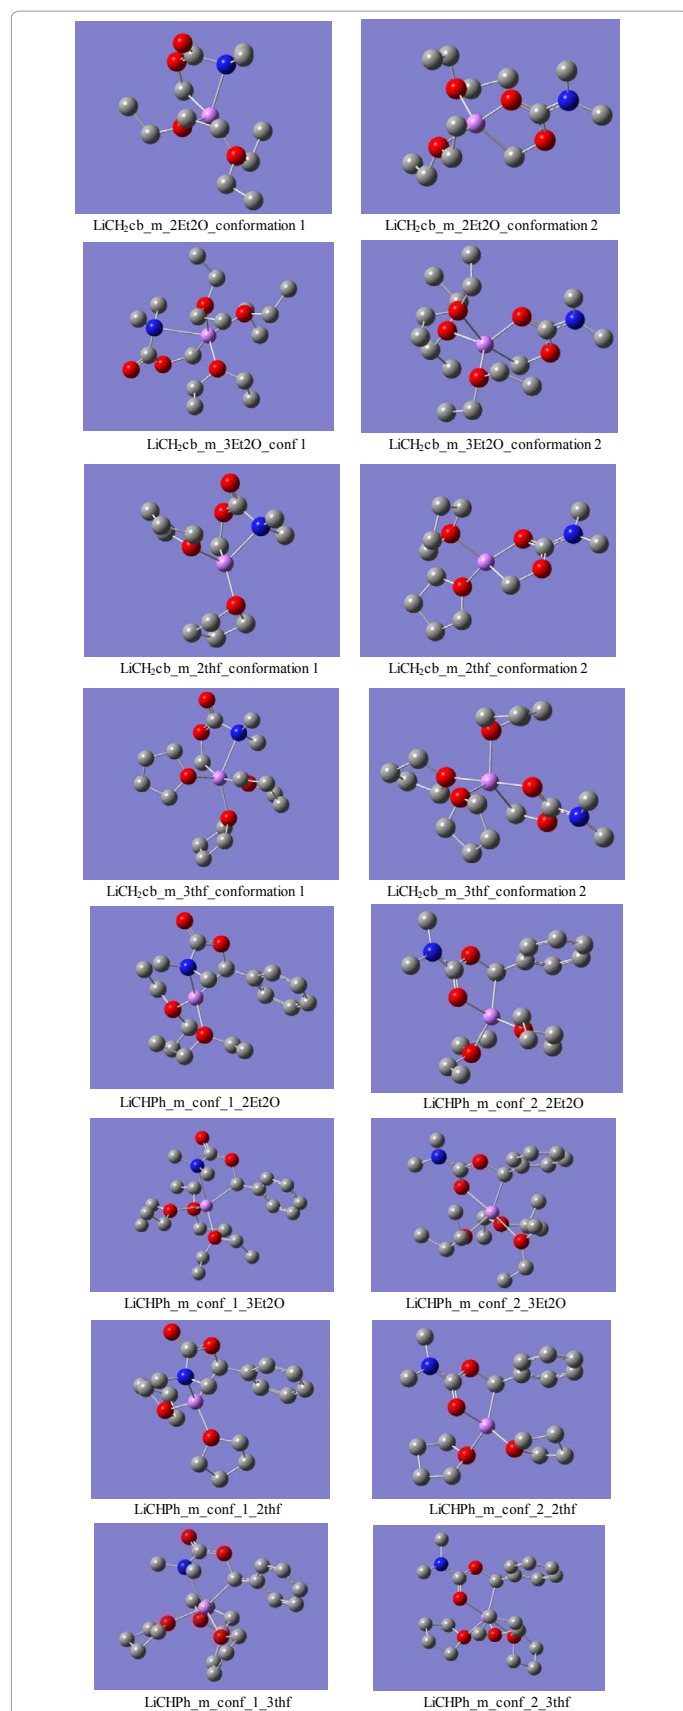 LiCH₂cb_m_2Et2O_conformation 1
LiCH₂cb_m_2Et2O_conformation 2
LiCH₂cb_m_3Et2O_conf 1
LiCH₂cb_m_3Et2O_conformation 2
LiCH₂cb_m_2thf_conformation 1
LiCH₂cb_m_2thf_conformation 2
LiCH₂cb_m_3thf_conformation 1
LiCH₂cb_m_3thf_conformation 2
LiCHPh_m_conf_1_2Et2O
LiCHPh_m_conf_2_2Et2O
LiCHPh_m_conf_1_3Et2O
LiCHPh_m_conf_2_3Et2O
LiCHPh_m_conf_1_2thf
LiCHPh_m_conf_2_2thf
LiCHPh_m_conf_1_3thf
LiCHPh_m_conf_2_3thf